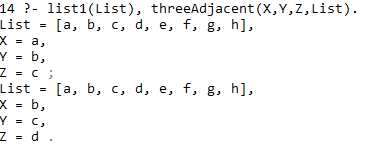 14 ?- list1(List), threeAdjacent(X,Y,Z,List).
List = [a, b, c, d, e, f, g, h],
X = a,
Y = b,
Z = c ;
List = [a, b, c, d, e, f, g, h],
X = b,
Y = c,
Z = d .